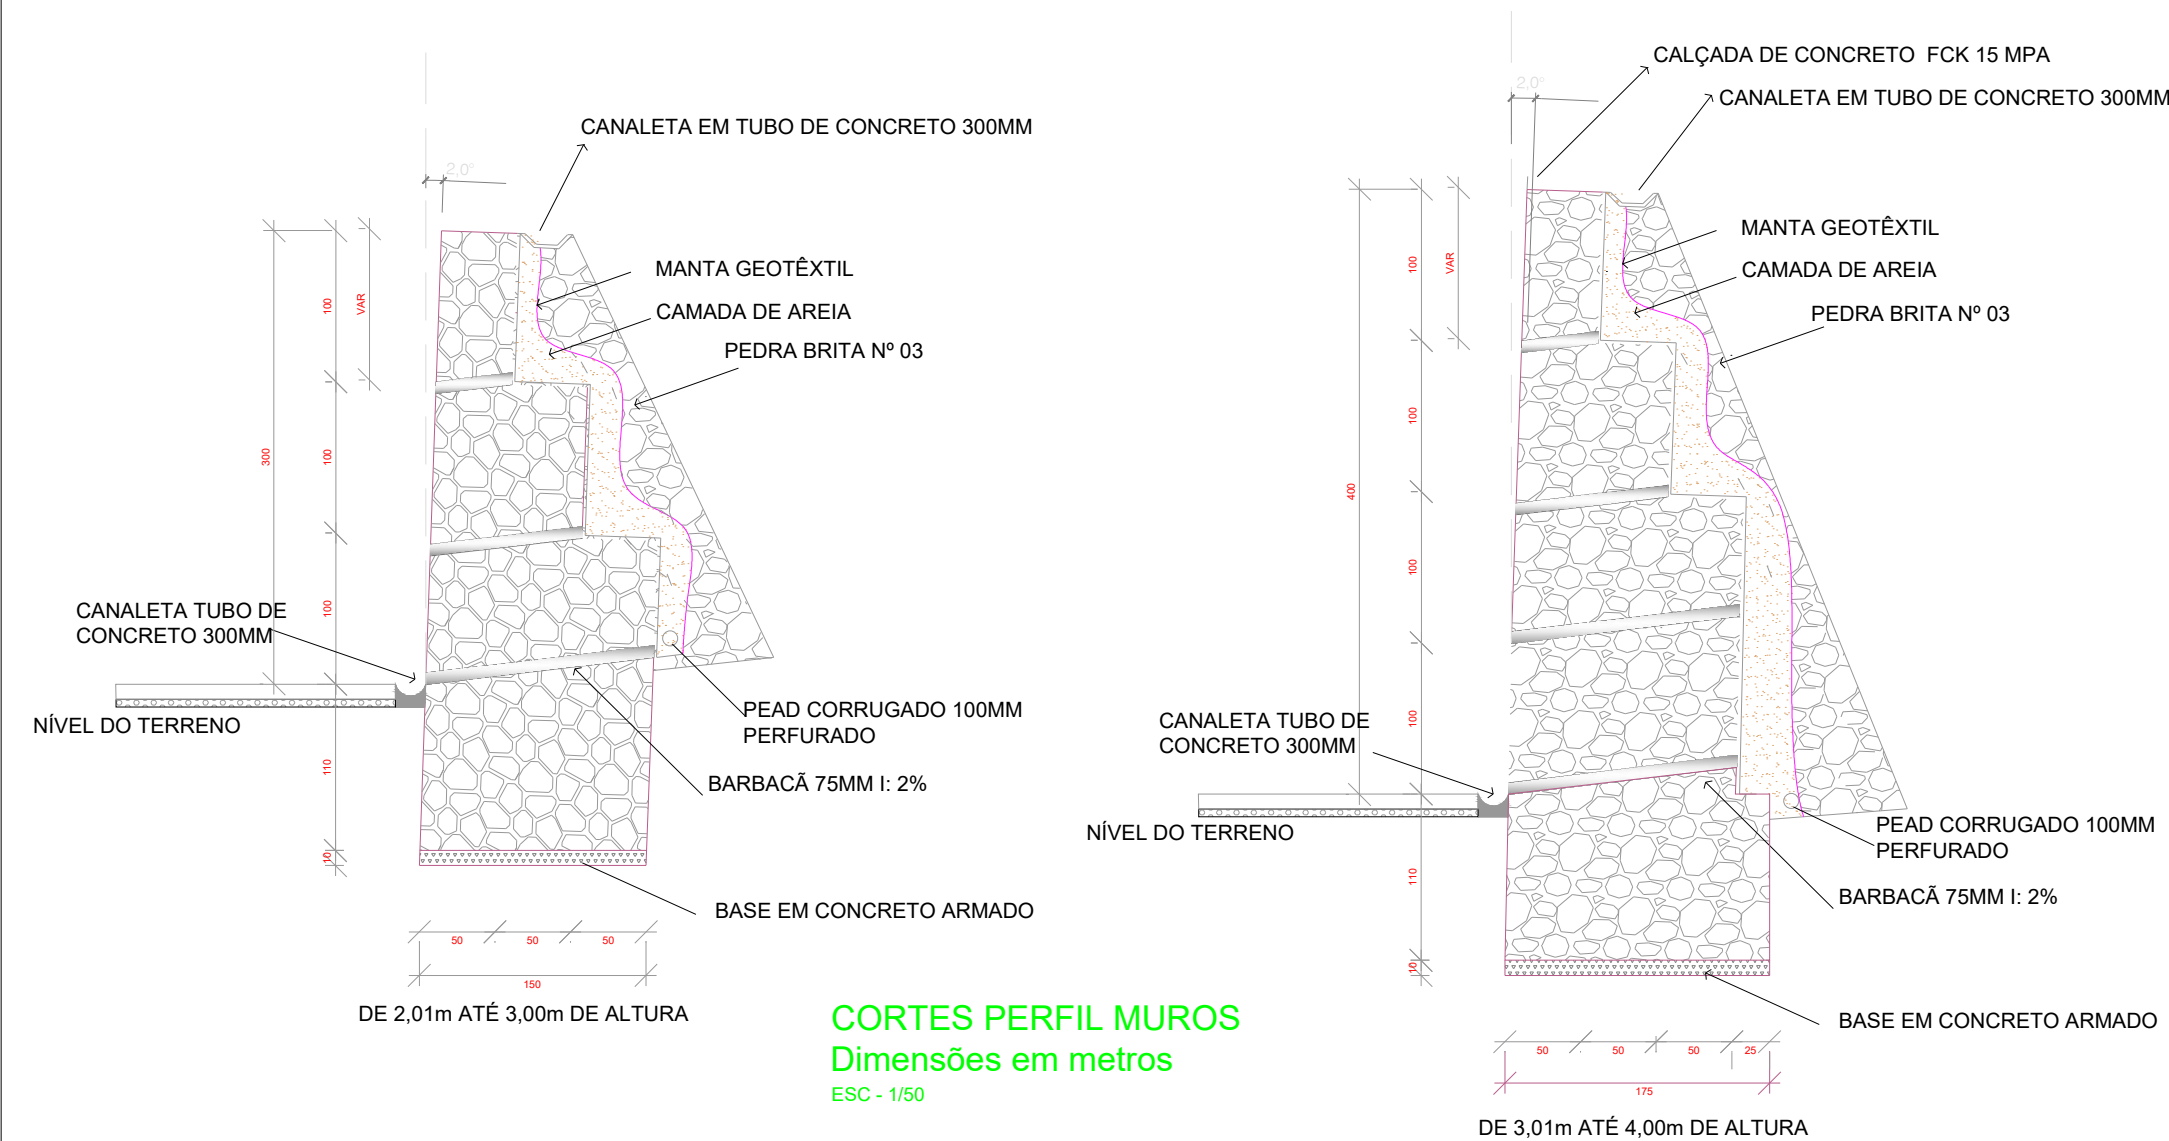 CANALETA EM TUBO DE CONCRETO 300MM
2,0°
MANTA GEOTÊXTIL
CAMADA DE AREIA
PEDRA BRITA Nº 03
100
VAR
300
100
100
CANALETA TUBO DE
CONCRETO 300MM
NÍVEL DO TERRENO
PEAD CORRUGADO 100MM
PERFURADO
110
BARBACÃ 75MM I: 2%
10
BASE EM CONCRETO ARMADO
50
50
50
150
DE 2,01m ATÉ 3,00m DE ALTURA
CORTES PERFIL MUROS
Dimensões em metros
ESC - 1/50
CALÇADA DE CONCRETO  FCK 15 MPA
2,0°
CANALETA EM TUBO DE CONCRETO 300MM
MANTA GEOTÊXTIL
CAMADA DE AREIA
PEDRA BRITA Nº 03
100
VAR
100
400
100
100
CANALETA TUBO DE
CONCRETO 300MM
NÍVEL DO TERRENO
PEAD CORRUGADO 100MM
PERFURADO
110
BARBACÃ 75MM I: 2%
10
BASE EM CONCRETO ARMADO
50
50
50
25
175
DE 3,01m ATÉ 4,00m DE ALTURA